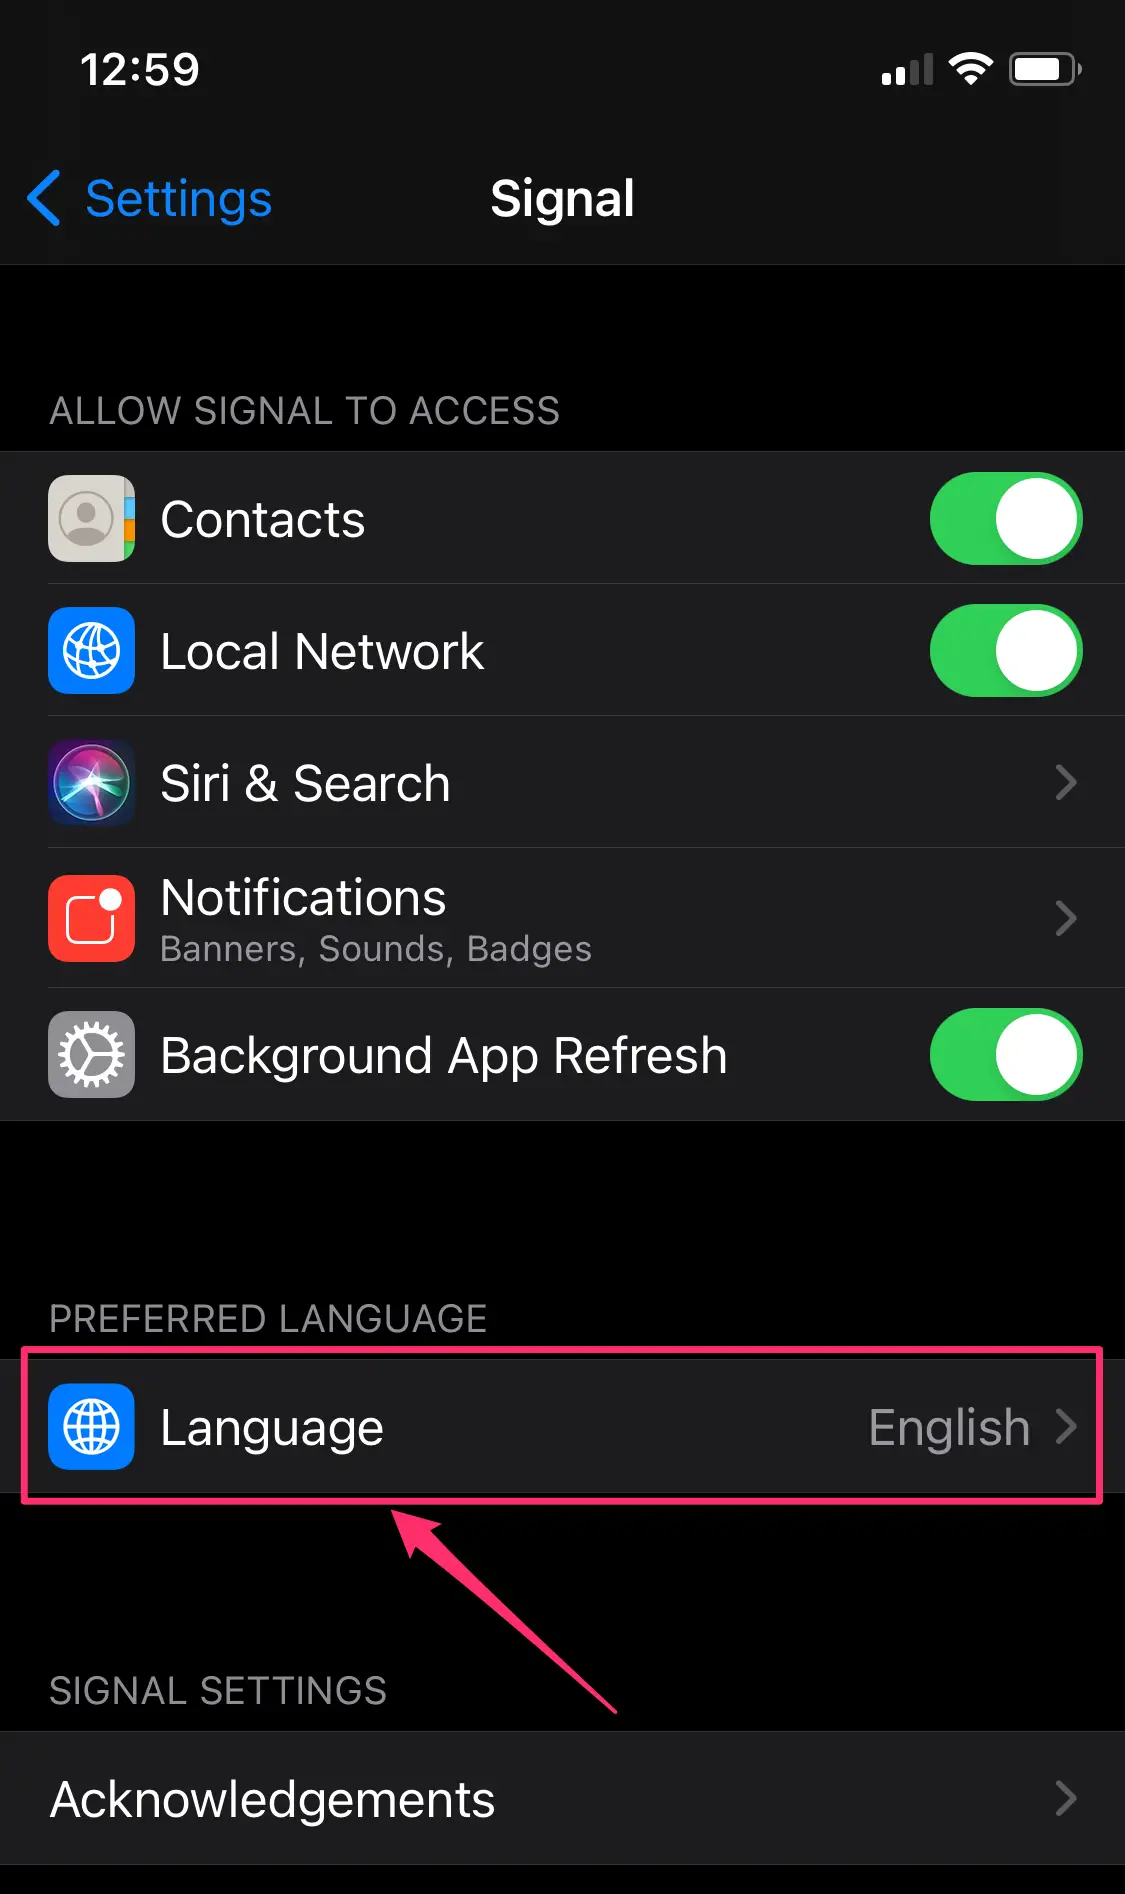 12:59
Settings
Signal
ALLOW SIGNAL TO ACCESS
Contacts
Local Network
Siri & Search
Notifications
Banners, Sounds, Badges
Background App Refresh
PREFERRED LANGUAGE
Language English
SIGNAL SETTINGS
Acknowledgements